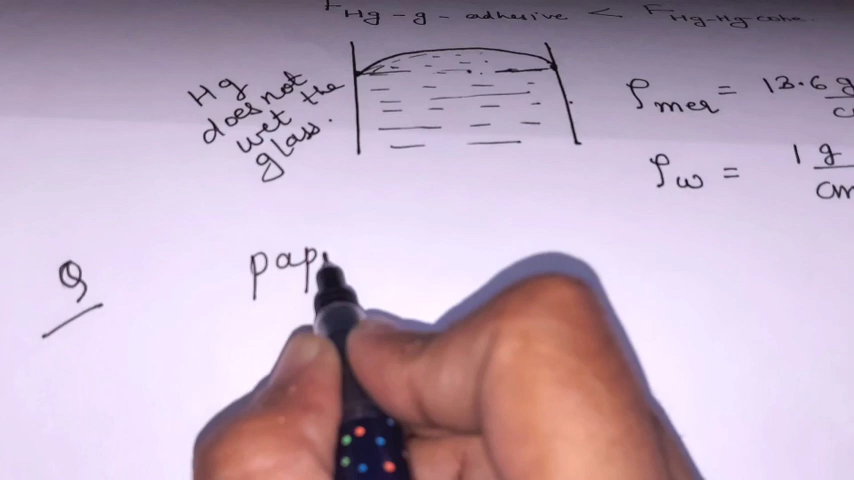 F Hg-g-adhesive < F Hg-Hg-cohe.
Hg
does not
wet the
glass.
ρ mer = 13.6 g
ρ w = 1 g
cm
Q pap